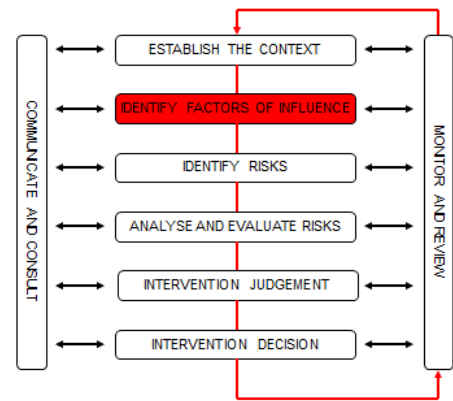 ESTABLISH THE CONTEXT
IDENTIFY FACTORS OF INFLUENCE
IDENTIFY RISKS
ANALYSE AND EVALUATE RISKS
INTERVENTION JUDGEMENT
INTERVENTION DECISION
COMMUNICATE AND CONSULT
MONITOR AND REVIEW